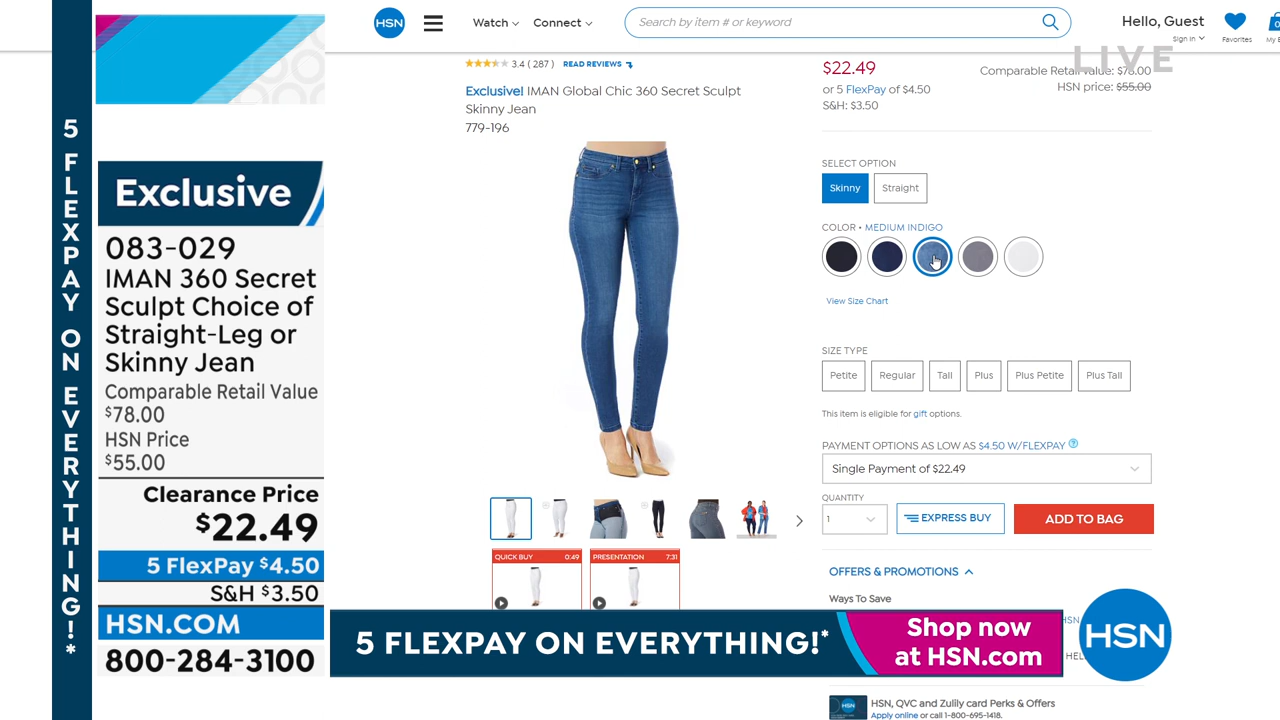 5 FLEXPAY ON EVERYTHING!*
Exclusive
083-029
IMAN 360 Secret
Sculpt Choice of
Straight-Leg or
Skinny Jean
Comparable Retail Value
$78.00
HSN Price
$55.00
Clearance Price
$22.49
5 FlexPay $4.50
S&H $3.50
HSN.COM
800-284-3100
HSN
Watch
Connect
Search by item # or keyword
Hello, Guest
Sign In
Favorites
0
LIVE
3.4 ( 287 )
READ REVIEWS
Exclusive! IMAN Global Chic 360 Secret Sculpt
Skinny Jean
779-196
QUICK BUY 0:49
PRESENTATION 7:31
$22.49
Comparable Retail Value: $78.00
or 5 FlexPay of $4.50
HSN price: $55.00
S&H: $3.50
SELECT OPTION
Skinny
Straight
COLOR • MEDIUM INDIGO
View Size Chart
SIZE TYPE
Petite
Regular
Tall
Plus
Plus Petite
Plus Tall
This item is eligible for gift options.
PAYMENT OPTIONS AS LOW AS $4.50 W/FLEXPAY ?
Single Payment of $22.49
QUANTITY
1
EXPRESS BUY
ADD TO BAG
OFFERS & PROMOTIONS
Ways To Save
5 FLEXPAY ON EVERYTHING!*
Shop now
at HSN.com
HSN
HSN
HSN, QVC and Zulily card Perks & Offers
Apply online or call 1-800-695-1418.